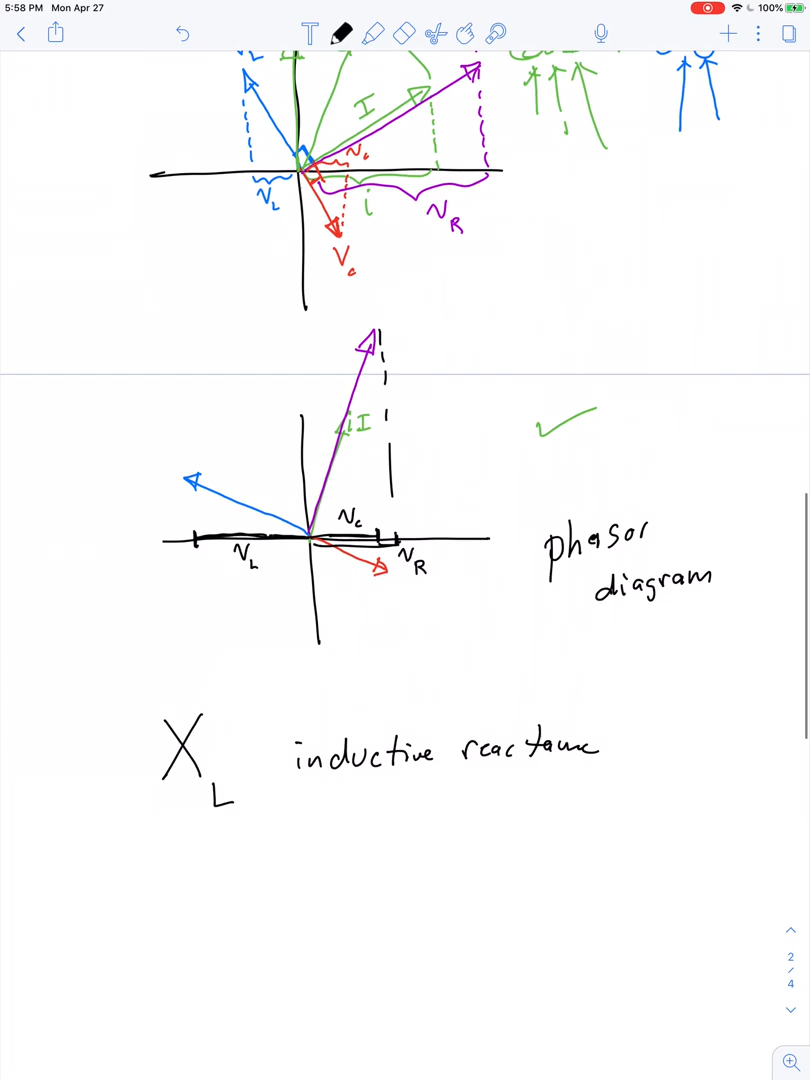 5:58 PM Mon Apr 27
100%
T
I
v_c
V_L
i
v_R
V_c
iI
v_c
v_L
v_R
phasor
diagram
X_L inductive reactance
2
4